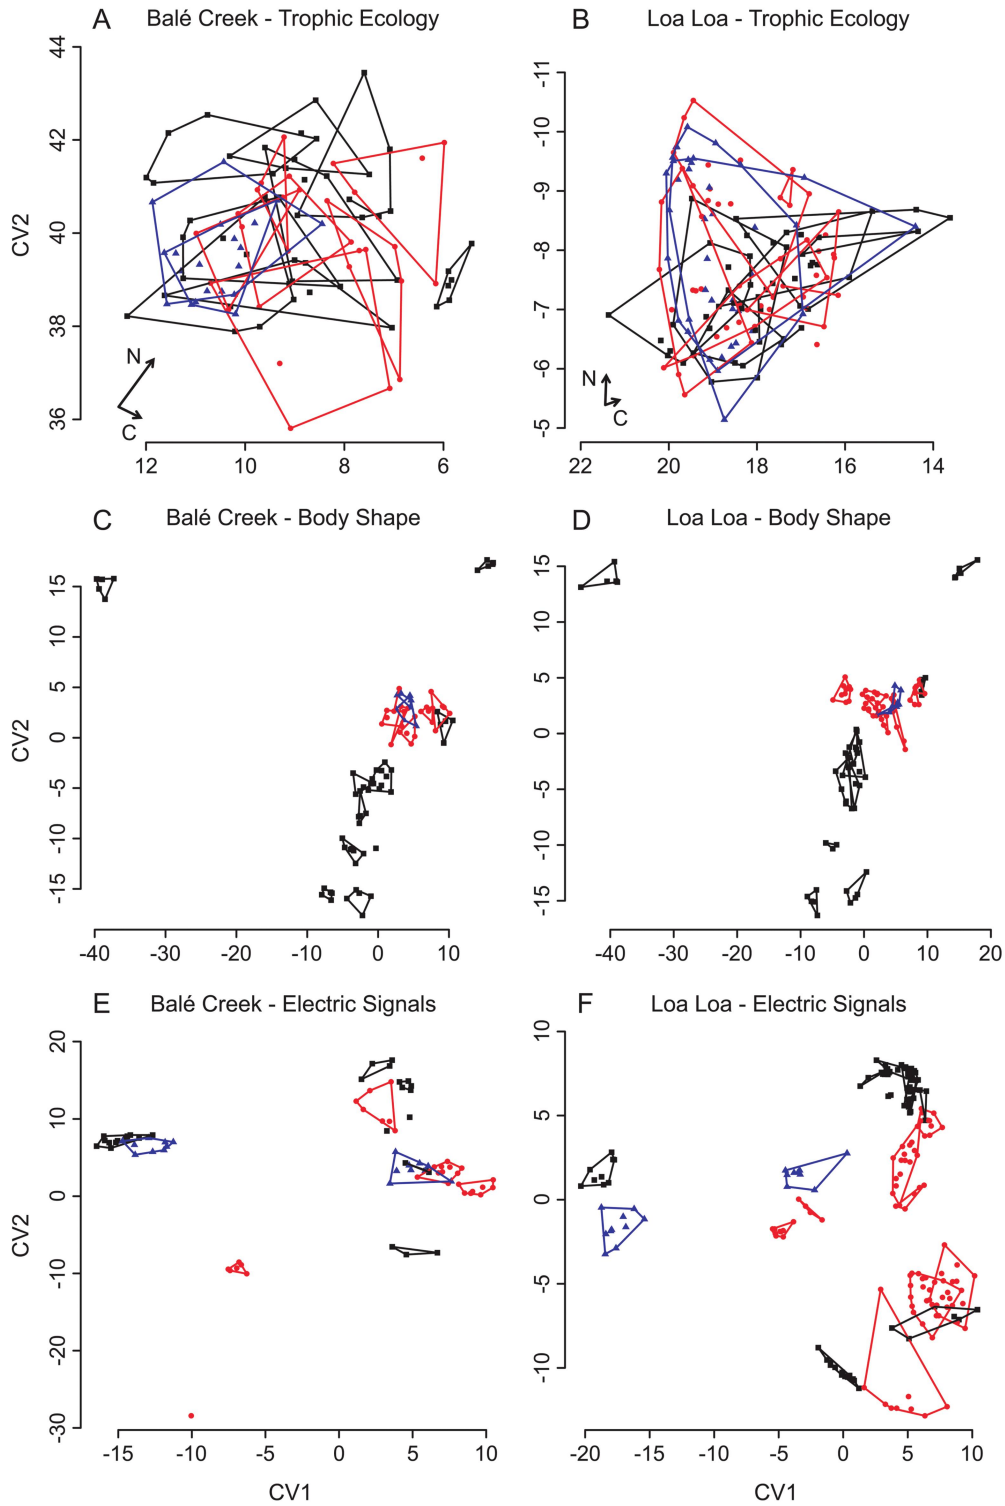 A Balé Creek - Trophic Ecology
B Loa Loa - Trophic Ecology
CV2
44
42
40
38
36
N
C
12 10 8 6
-11
-10
-9
-8
-7
-6
-5
N
C
22 20 18 16 14
C Balé Creek - Body Shape
D Loa Loa - Body Shape
CV2
15
10
5
0
-5
-10
-15
-40 -30 -20 -10 0 10
15
10
5
0
-5
-10
-15
-40 -30 -20 -10 0 10 20
E Balé Creek - Electric Signals
F Loa Loa - Electric Signals
CV2
20
10
0
-10
-20
-30
-15 -10 -5 0 5 10
CV1
10
5
0
-5
-10
-20 -15 -10 -5 0 5 10
CV1